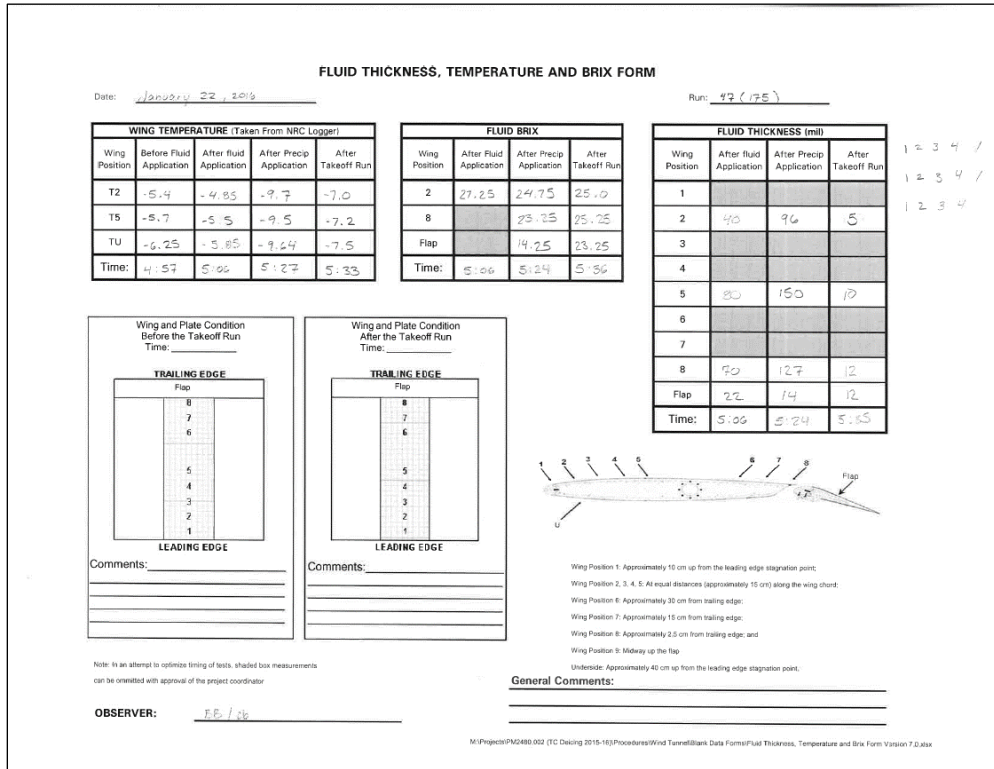 FLUID THICKNESS, TEMPERATURE AND BRIX FORM
Date: January 22, 2016
Run: 47 (175)
WING TEMPERATURE (Taken From NRC Logger)
Wing Position Before Fluid Application After fluid Application After Precip Application After Takeoff Run
T2 -5.4 -4.85 -9.7 -7.0
T5 -5.7 -5.5 -9.5 -7.2
TU -6.25 -5.85 -9.64 -7.5
Time: 4:57 5:06 5:27 5:33
FLUID BRIX
Wing Position After Fluid Application After Precip Application After Takeoff Run
2 27.25 24.75 25.0
8 23.25 25.25
Flap 14.25 23.25
Time: 5:06 5:24 5:36
FLUID THICKNESS (mil)
Wing Position After fluid Application After Precip Application After Takeoff Run
1
2 40 96 5
3
4
5 80 150 10
6
7
8 70 127 12
Flap 22 14 12
Time: 5:06 5:24 5:35
1 2 3 4 /
1 2 3 4 /
1 2 3 4
Wing and Plate Condition
Before the Takeoff Run
Time:
TRAILING EDGE
Flap
8
7
6
5
4
3
2
1
LEADING EDGE
Comments:
Wing and Plate Condition
After the Takeoff Run
Time:
TRAILING EDGE
Flap
8
7
6
5
4
3
2
1
LEADING EDGE
Comments:
1 2 3 4 5 6 7 8
Flap
U
Wing Position 1: Approximately 10 cm up from the leading edge stagnation point;
Wing Position 2, 3, 4, 5: At equal distances (approximately 15 cm) along the wing chord;
Wing Position 6: Approximately 30 cm from trailing edge;
Wing Position 7: Approximately 15 cm from trailing edge;
Wing Position 8: Approximately 2.5 cm from trailing edge; and
Wing Position 9: Midway up the flap
Underside: Approximately 40 cm up from the leading edge stagnation point.
Note: In an attempt to optimize timing of tests, shaded box measurements
can be ommitted with approval of the project coordinator
General Comments:
OBSERVER:
M:\Projects\PM2480.002 (TC Deicing 2015-16)\Procedures\Wind Tunnel\Blank Data Forms\Fluid Thickness, Temperature and Brix Form Version 7.0.xlsx